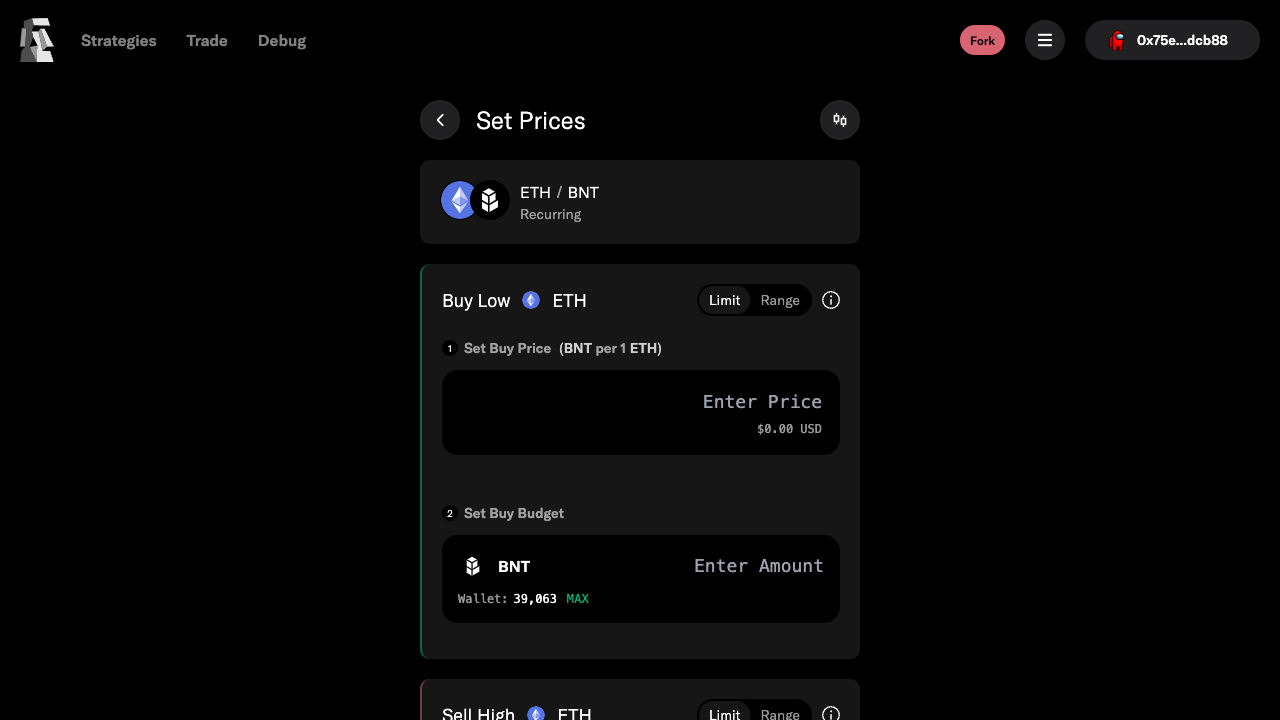 Strategies Trade Debug Fork 0x75e...dcb88
Set Prices
ETH / BNT
Recurring
Buy Low ETH Limit Range
1 Set Buy Price (BNT per 1 ETH)
Enter Price
$0.00 USD
2 Set Buy Budget
BNT Enter Amount
Wallet: 39,063 MAX
Sell High ETH Limit Range